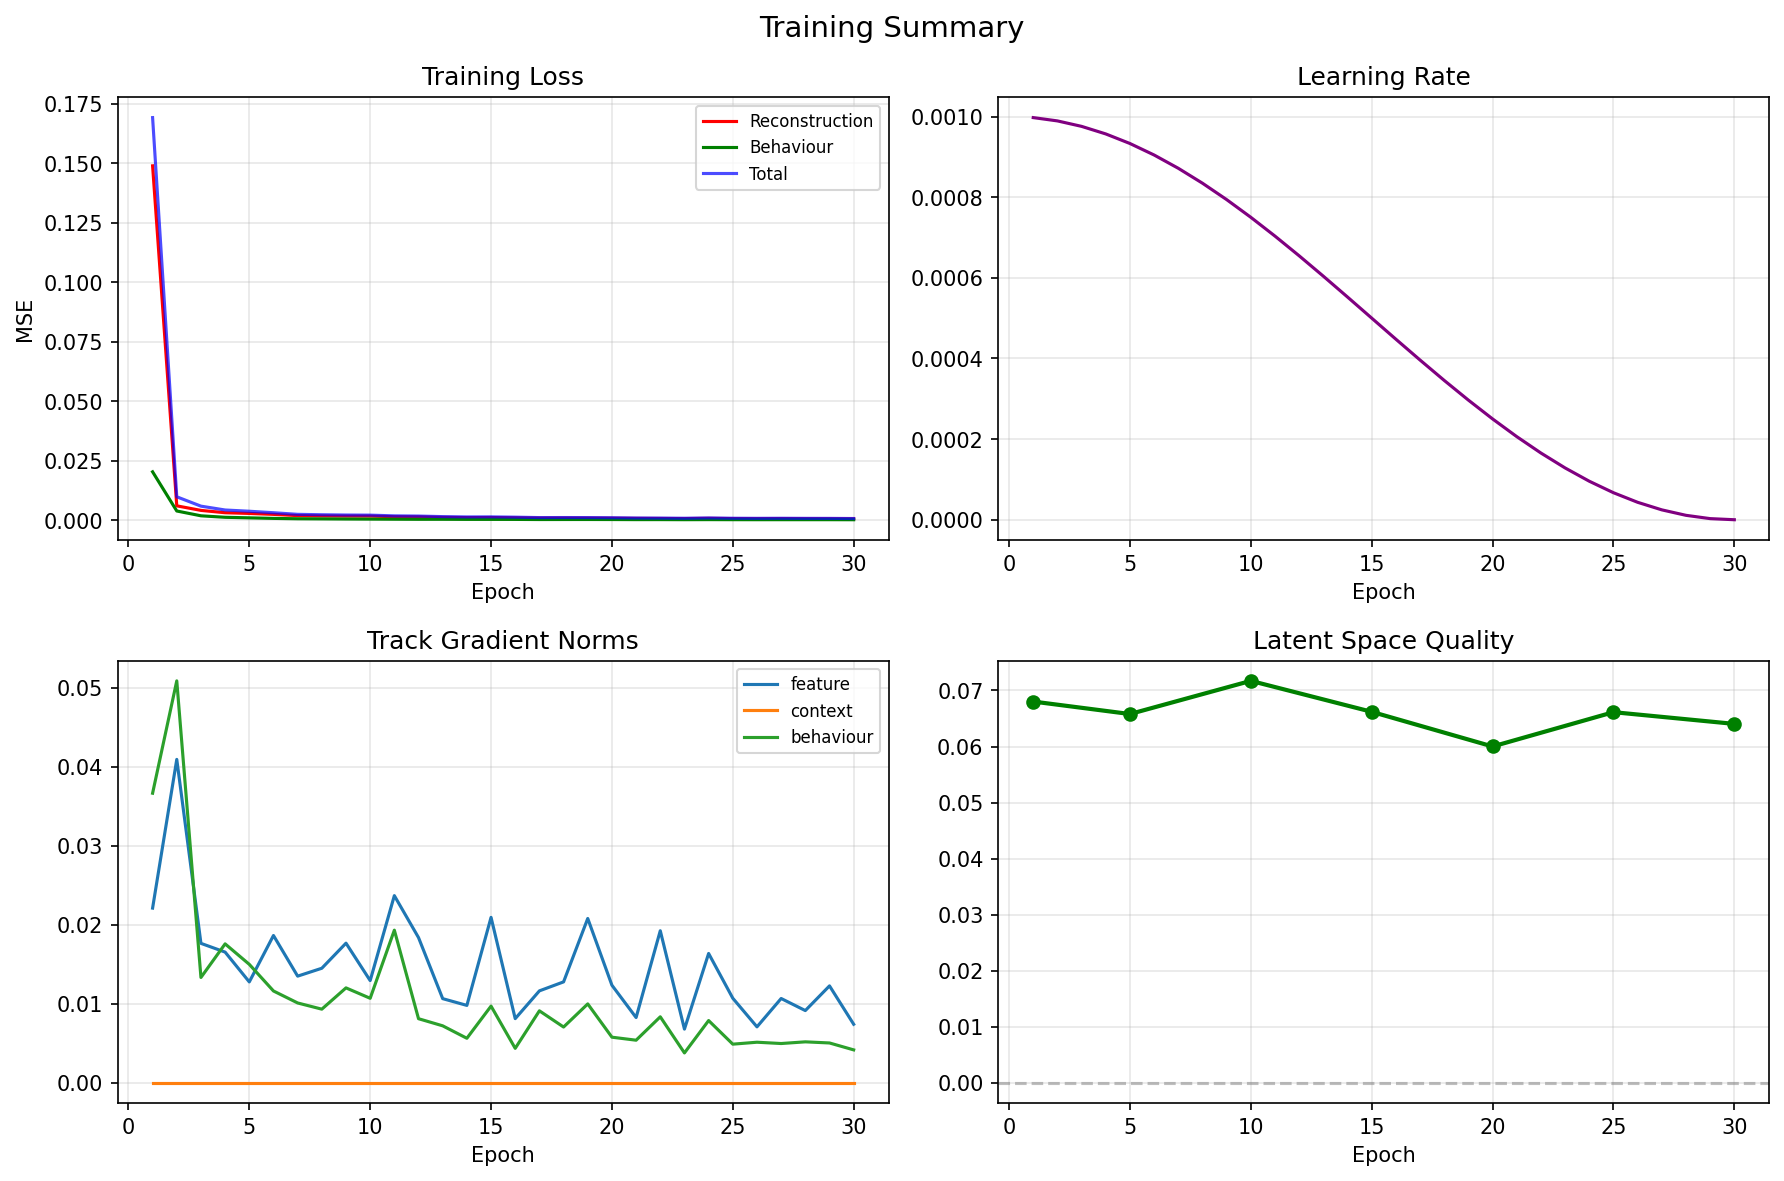 Training Summary
Training Loss
0.175
0.150
0.125
0.100
0.075
0.050
0.025
0.000
MSE
0 5 10 15 20 25 30
Epoch
Reconstruction
Behaviour
Total
Learning Rate
0.0010
0.0008
0.0006
0.0004
0.0002
0.0000
0 5 10 15 20 25 30
Epoch
Track Gradient Norms
0.05
0.04
0.03
0.02
0.01
0.00
0 5 10 15 20 25 30
Epoch
feature
context
behaviour
Latent Space Quality
0.07
0.06
0.05
0.04
0.03
0.02
0.01
0.00
0 5 10 15 20 25 30
Epoch